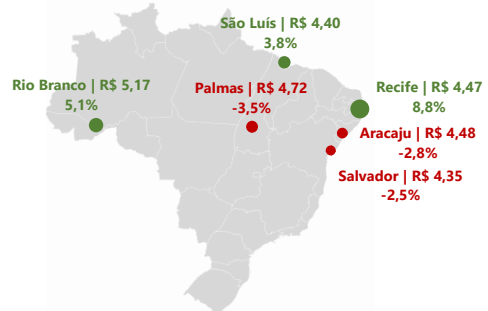 São Luís | R$ 4,40
3,8%
Rio Branco | R$ 5,17
5,1%
Palmas | R$ 4,72
-3,5%
Recife | R$ 4,47
8,8%
Aracaju | R$ 4,48
-2,8%
Salvador | R$ 4,35
-2,5%